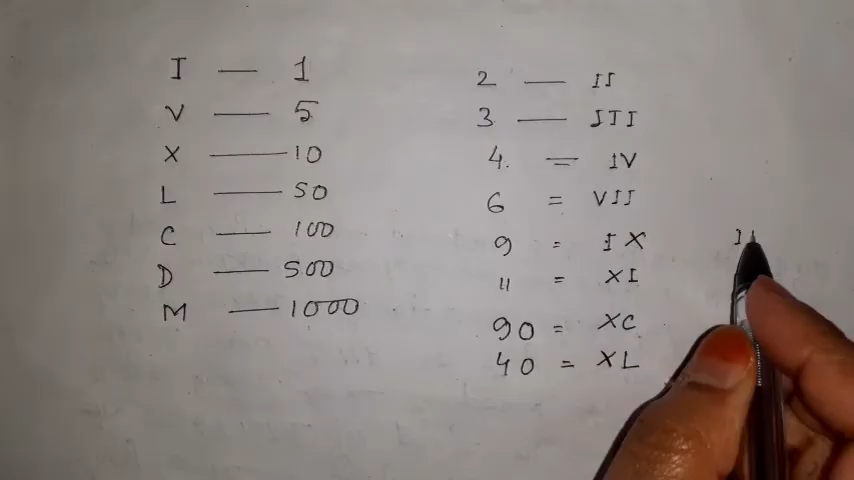 I — 1
V — 5
X — 10
L — 50
C — 100
D — 500
M — 1000
2 — II
3 — III
4. = IV
6 = VII
9 = IX
11 = XI
90 = XC
40 = XL